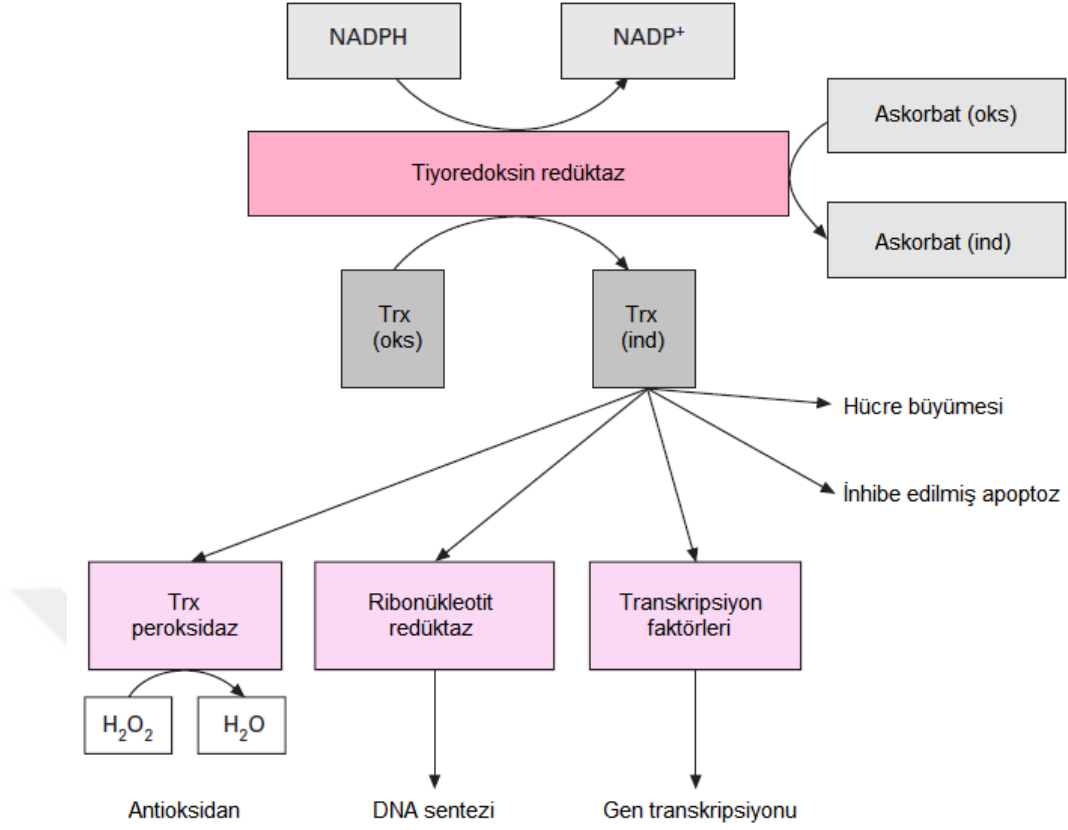 NADPH
NADP⁺
Askorbat (oks)
Tiyoredoksin redüktaz
Askorbat (ind)
Trx
(oks)
Trx
(ind)
Hücre büyümesi
İnhibe edilmiş apoptoz
Trx
peroksidaz
Ribonükleotit
redüktaz
Transkripsiyon
faktörleri
H₂O₂
H₂O
Antioksidan
DNA sentezi
Gen transkripsiyonu